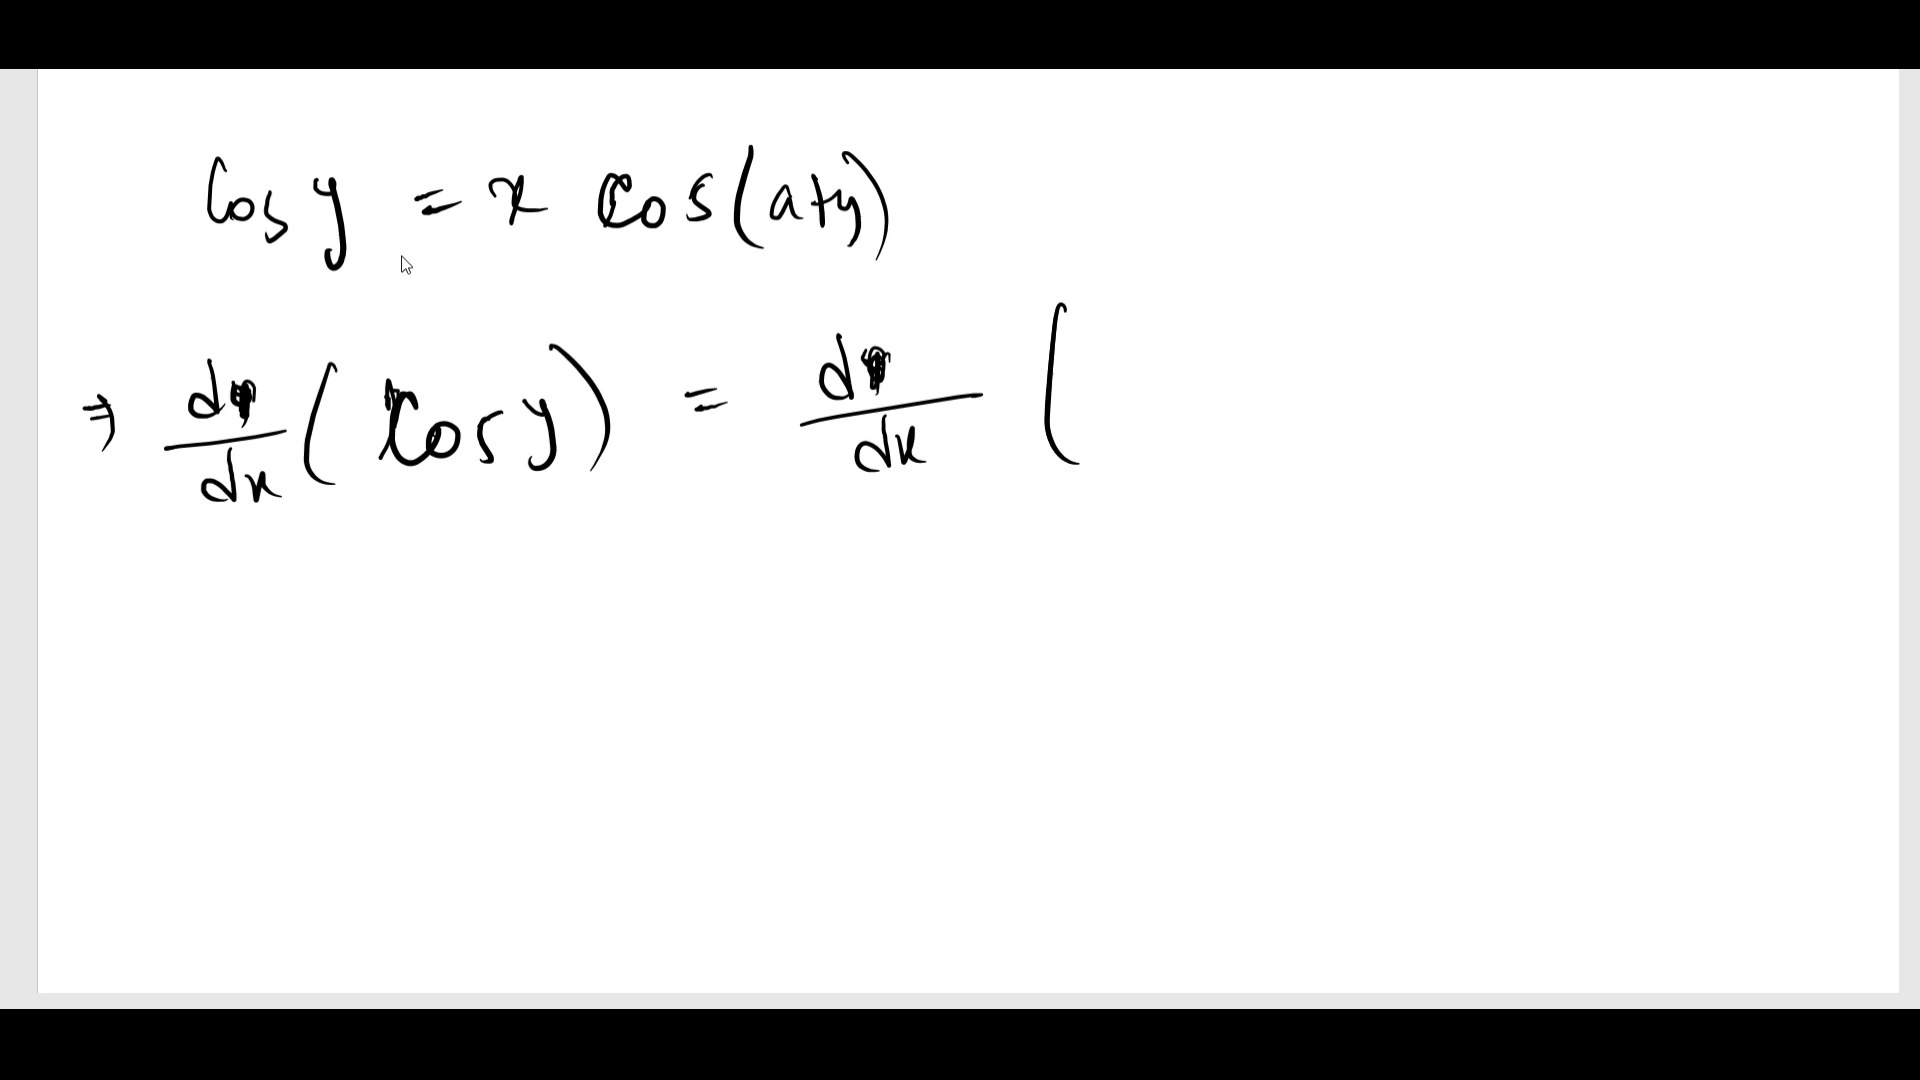 Cos y = x Cos(a+y)
⇒ d/dx ( Cos y ) = d/dx (